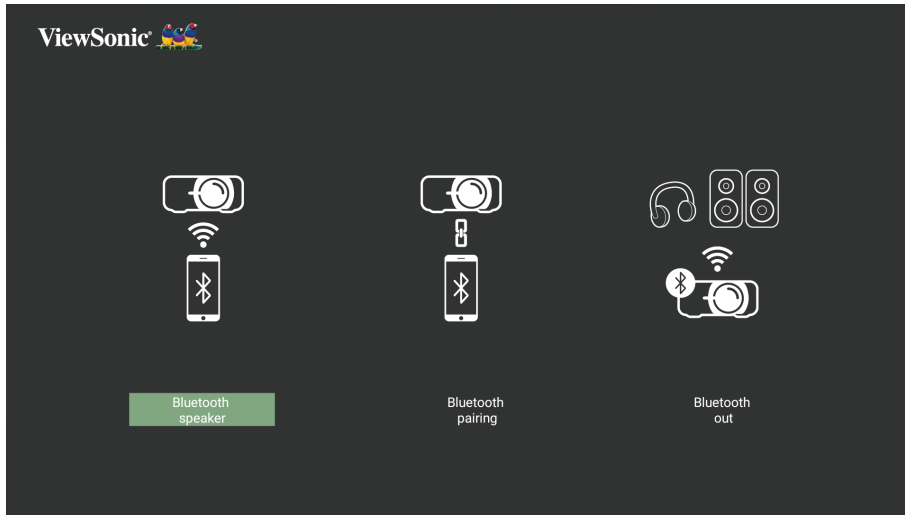 ViewSonic®
Bluetooth
speaker
Bluetooth
pairing
Bluetooth
out